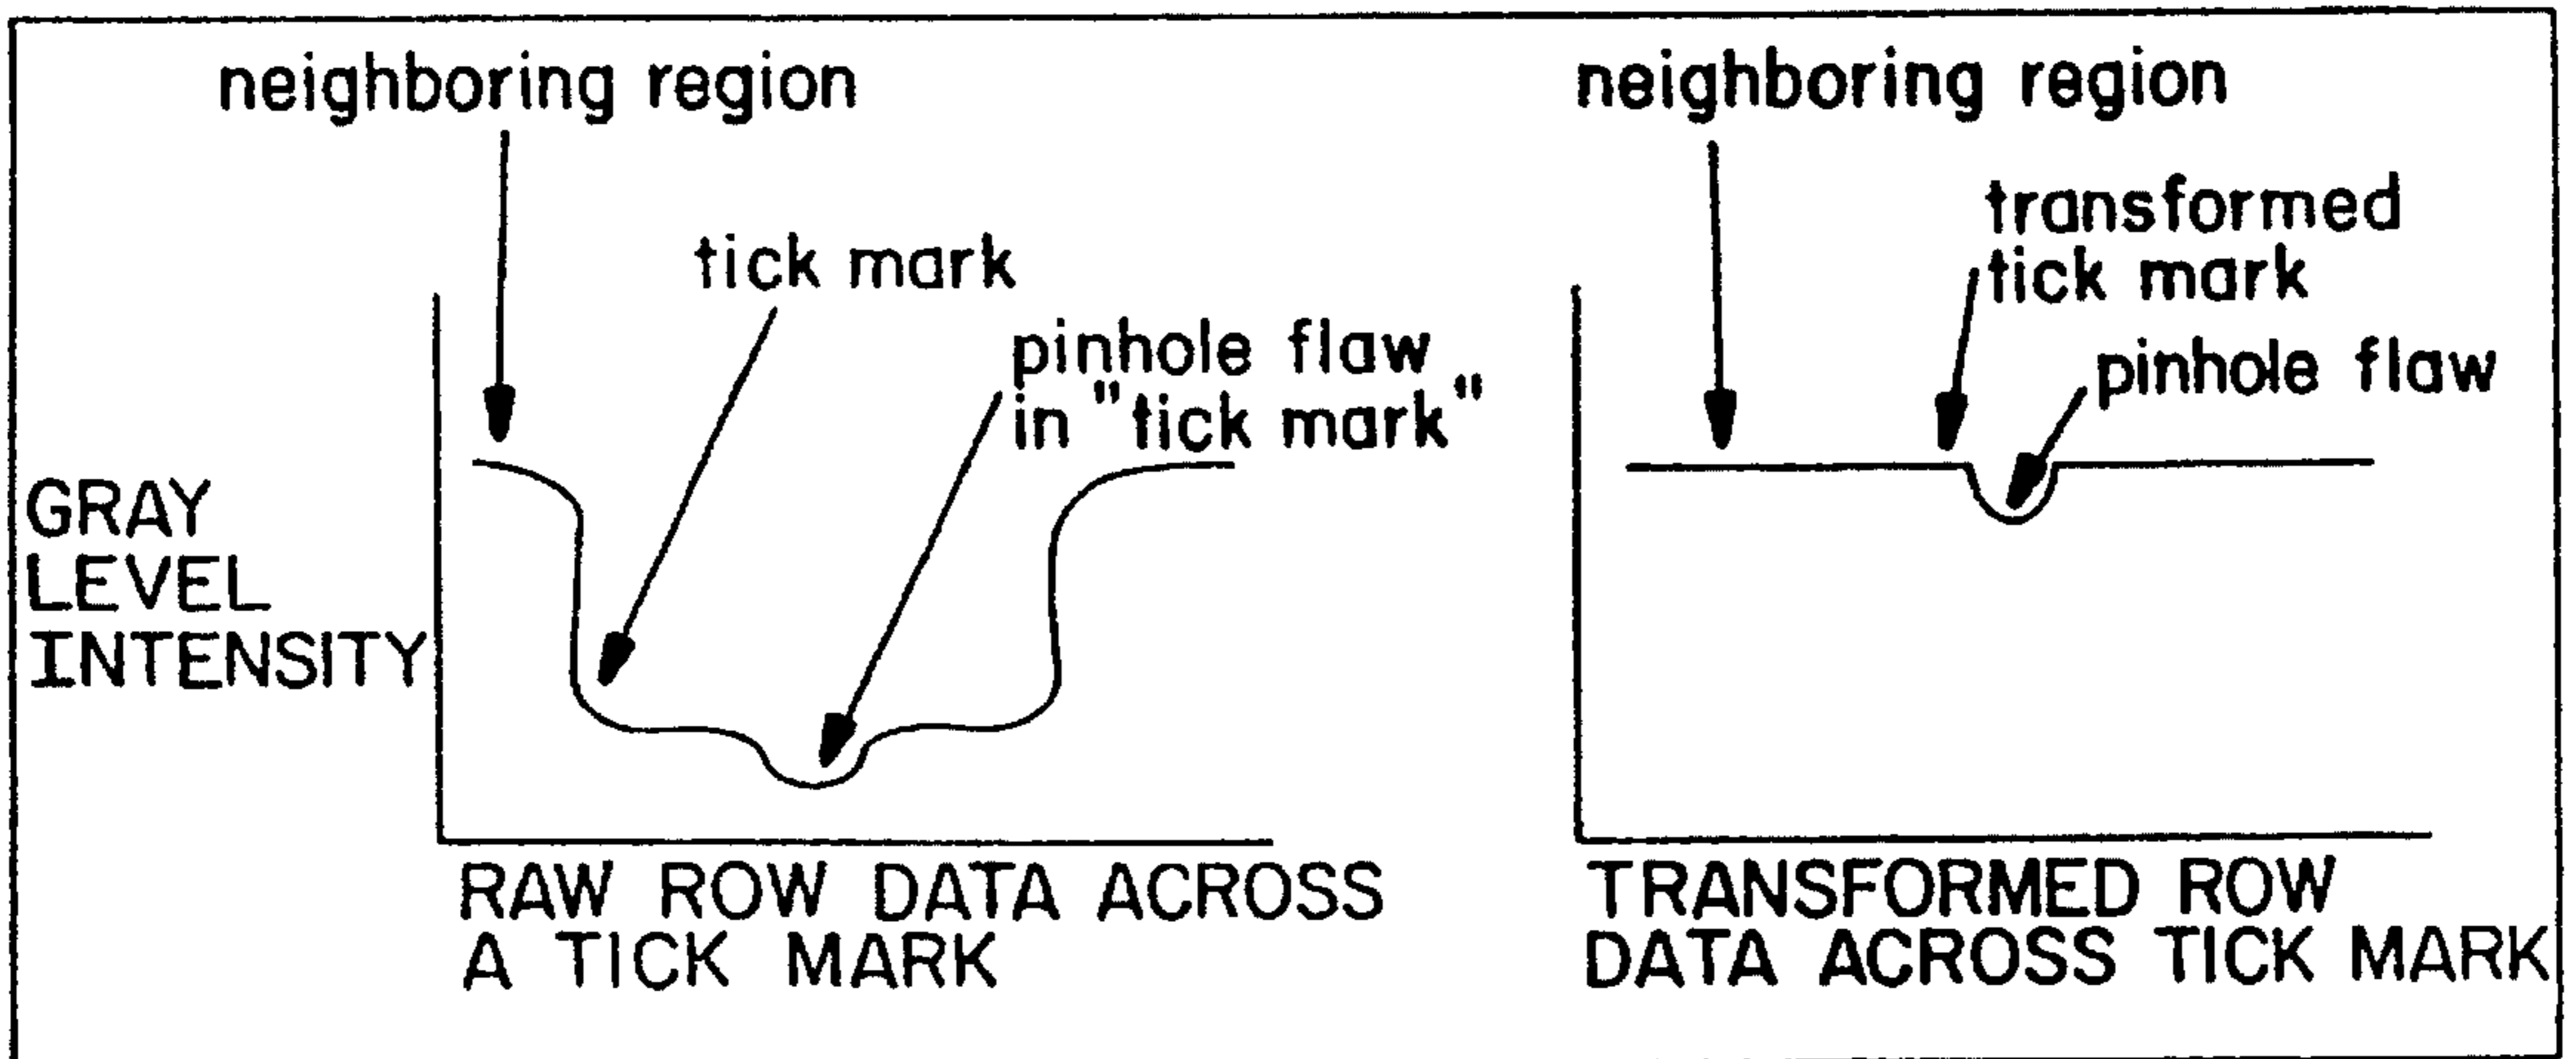 neighboring region
tick mark
pinhole flaw
in "tick mark"
GRAY
LEVEL
INTENSITY
RAW ROW DATA ACROSS
A TICK MARK
neighboring region
transformed
tick mark
pinhole flaw
TRANSFORMED ROW
DATA ACROSS TICK MARK